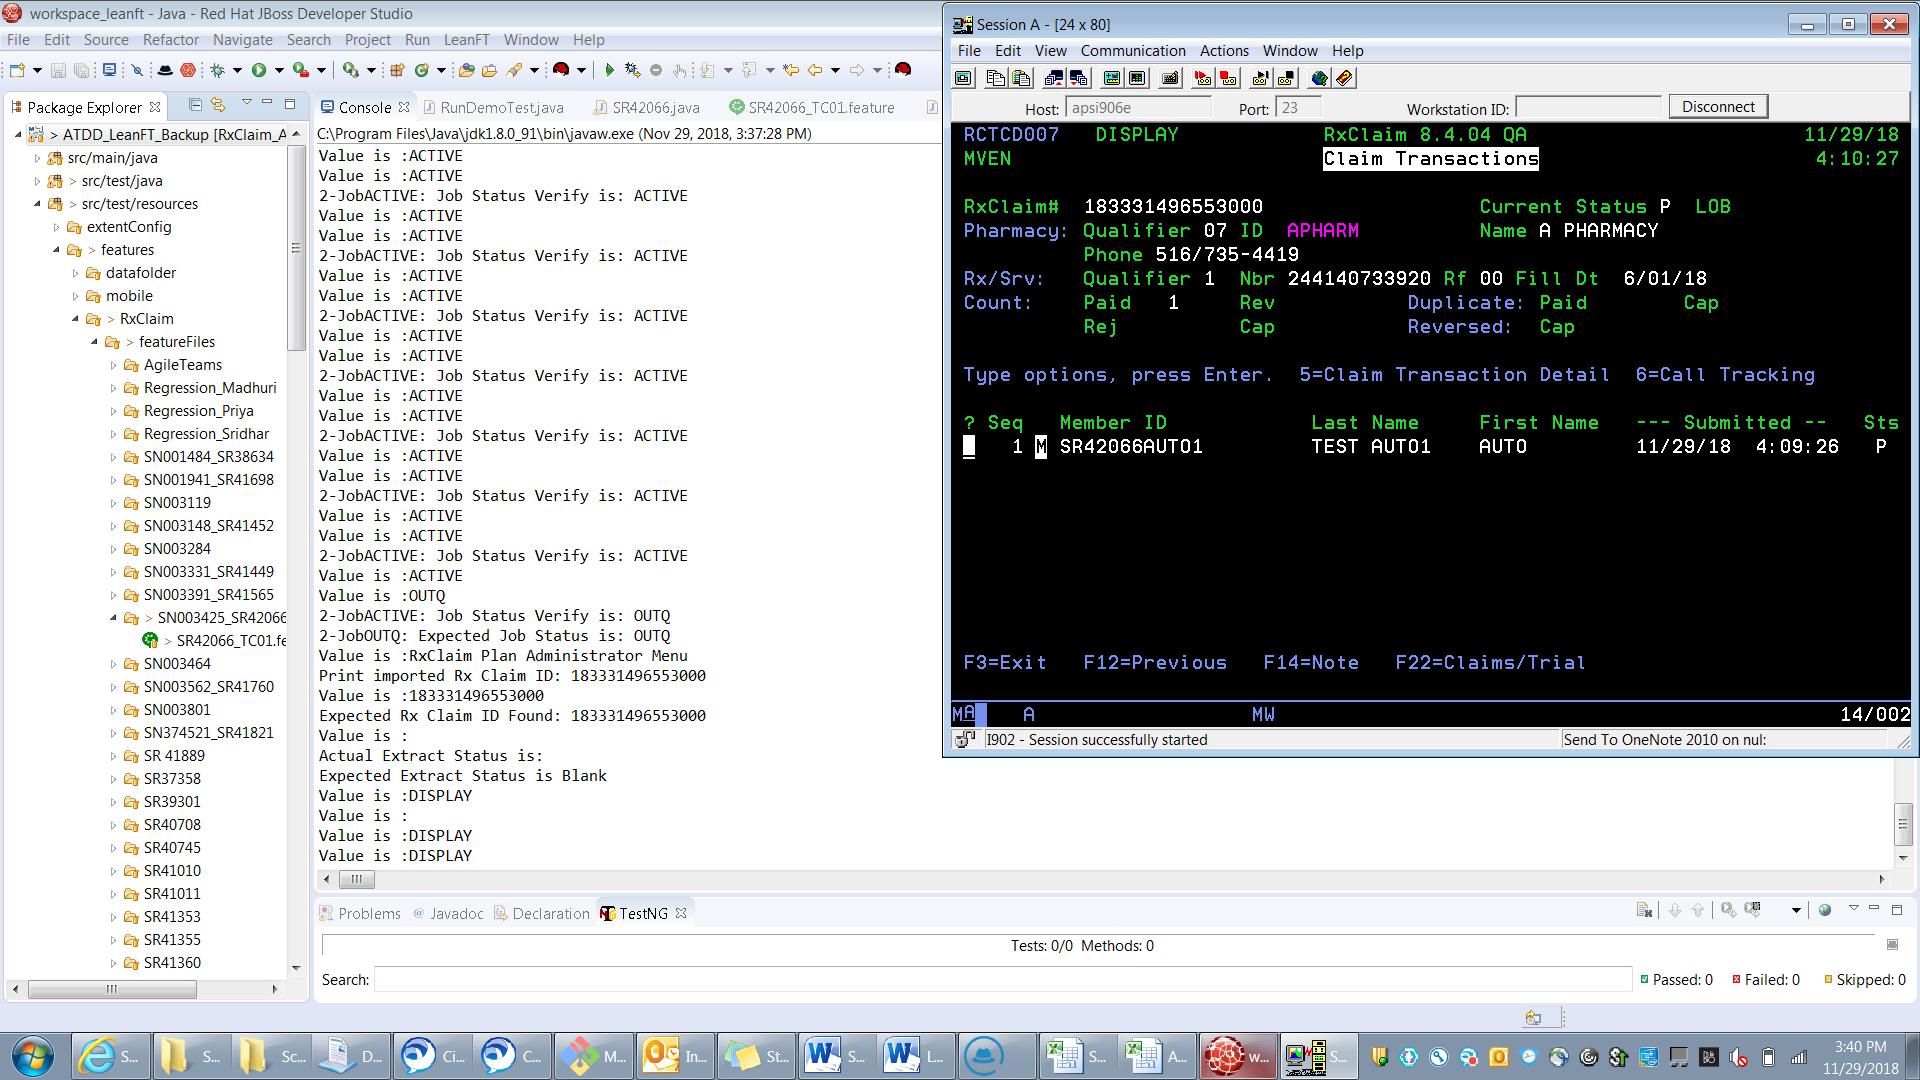 workspace_leanft - Java - Red Hat JBoss Developer Studio
File Edit Source Refactor Navigate Search Project Run LeanFT Window Help
Package Explorer
> ATDD_LeanFT_Backup [RxClaim_A
src/main/java
> src/test/java
> src/test/resources
extentConfig
> features
datafolder
mobile
> RxClaim
> featureFiles
AgileTeams
Regression_Madhuri
Regression_Priya
Regression_Sridhar
SN001484_SR38634
SN001941_SR41698
SN003119
SN003148_SR41452
SN003284
SN003331_SR41449
SN003391_SR41565
> SN003425_SR42066
> SR42066_TC01.fe
SN003464
SN003562_SR41760
SN003801
SN374521_SR41821
SR 41889
SR37358
SR39301
SR40708
SR40745
SR41010
SR41011
SR41353
SR41355
SR41360
Console RunDemoTest.java SR42066.java SR42066_TC01.feature
C:\Program Files\Java\jdk1.8.0_91\bin\javaw.exe (Nov 29, 2018, 3:37:28 PM)
Value is :ACTIVE
Value is :ACTIVE
2-JobACTIVE: Job Status Verify is: ACTIVE
Value is :ACTIVE
Value is :ACTIVE
2-JobACTIVE: Job Status Verify is: ACTIVE
Value is :ACTIVE
Value is :ACTIVE
2-JobACTIVE: Job Status Verify is: ACTIVE
Value is :ACTIVE
Value is :ACTIVE
2-JobACTIVE: Job Status Verify is: ACTIVE
Value is :ACTIVE
Value is :ACTIVE
2-JobACTIVE: Job Status Verify is: ACTIVE
Value is :ACTIVE
Value is :ACTIVE
2-JobACTIVE: Job Status Verify is: ACTIVE
Value is :ACTIVE
Value is :ACTIVE
2-JobACTIVE: Job Status Verify is: ACTIVE
Value is :ACTIVE
Value is :OUTQ
2-JobACTIVE: Job Status Verify is: OUTQ
2-JobOUTQ: Expected Job Status is: OUTQ
Value is :RxClaim Plan Administrator Menu
Print imported Rx Claim ID: 183331496553000
Value is :183331496553000
Expected Rx Claim ID Found: 183331496553000
Value is :
Actual Extract Status is:
Expected Extract Status is Blank
Value is :DISPLAY
Value is :
Value is :DISPLAY
Value is :DISPLAY
Problems @ Javadoc Declaration TestNG
Tests: 0/0 Methods: 0
Search: Passed: 0 Failed: 0 Skipped: 0
Session A - [24 x 80]
File Edit View Communication Actions Window Help
Host: apsi906e Port: 23 Workstation ID: Disconnect
RCTCD007 DISPLAY RxClaim 8.4.04 QA 11/29/18
MVEN Claim Transactions 4:10:27
RxClaim# 183331496553000 Current Status P LOB
Pharmacy: Qualifier 07 ID APHARM Name A PHARMACY
Phone 516/735-4419
Rx/Srv: Qualifier 1 Nbr 244140733920 Rf 00 Fill Dt 6/01/18
Count: Paid 1 Rev Duplicate: Paid Cap
Rej Cap Reversed: Cap
Type options, press Enter. 5=Claim Transaction Detail 6=Call Tracking
? Seq Member ID Last Name First Name --- Submitted -- Sts
1 M SR42066AUTO1 TEST AUTO1 AUTO 11/29/18 4:09:26 P
F3=Exit F12=Previous F14=Note F22=Claims/Trial
MA A MW 14/002
I902 - Session successfully started Send To OneNote 2010 on nul:
S... S... Sc... D... Ci... C... M... In... St... S... L... S... A... w... S...
3:40 PM
11/29/2018